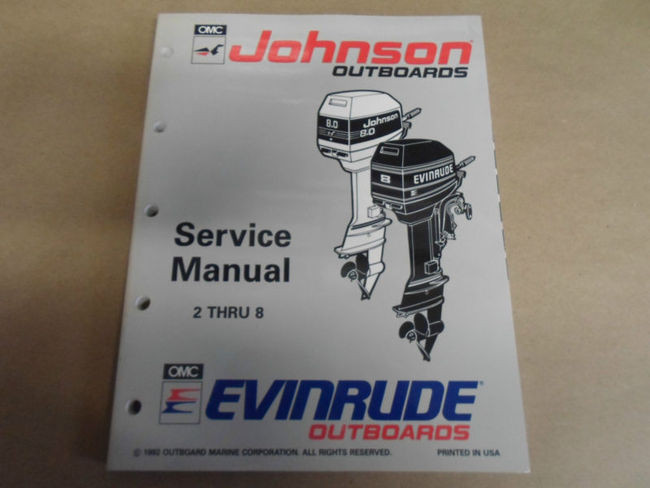 OMC
Johnson
OUTBOARDS
8.0
Johnson
8.0
8
EVINRUDE
Service
Manual
2 THRU 8
OMC
EVINRUDE
OUTBOARDS
© 1992 OUTBOARD MARINE CORPORATION. ALL RIGHTS RESERVED. PRINTED IN USA